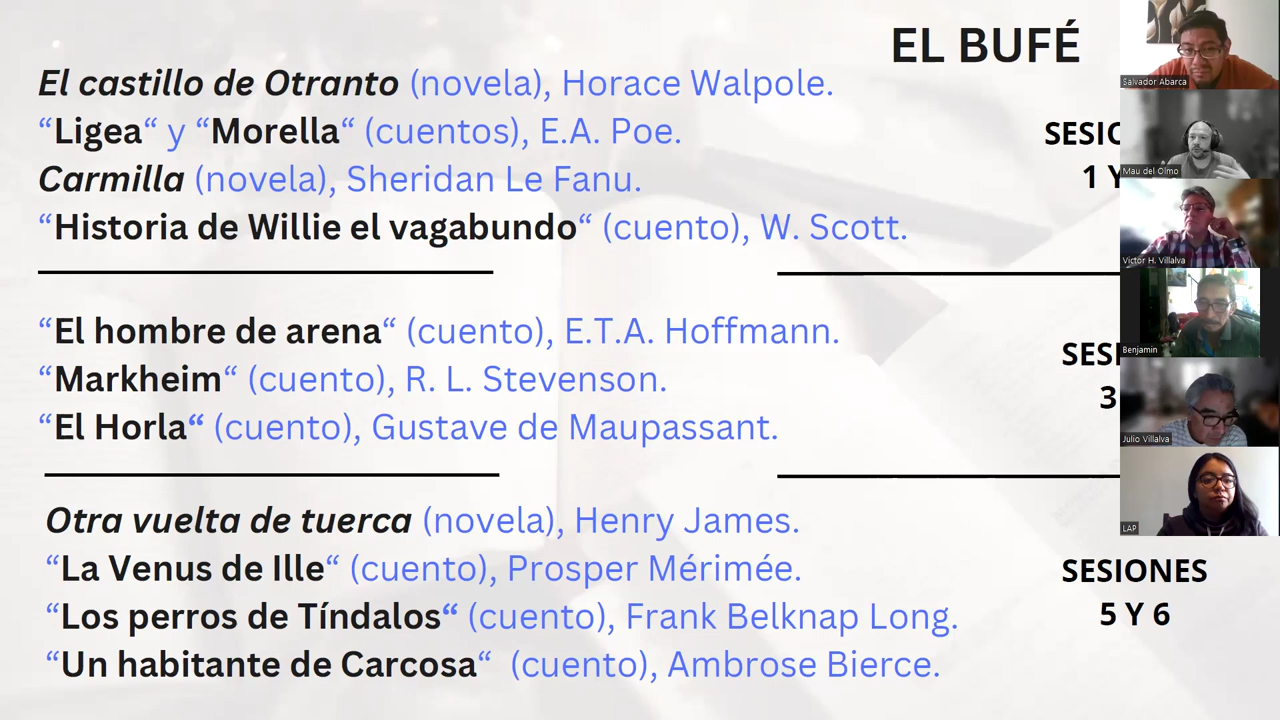 EL BUFÉ
El castillo de Otranto (novela), Horace Walpole.
“Ligea“ y “Morella“ (cuentos), E.A. Poe.
Carmilla (novela), Sheridan Le Fanu.
“Historia de Willie el vagabundo“ (cuento), W. Scott.
SESIO
1 Y
“El hombre de arena“ (cuento), E.T.A. Hoffmann.
“Markheim“ (cuento), R. L. Stevenson.
“El Horla“ (cuento), Gustave de Maupassant.
SESI
3
Otra vuelta de tuerca (novela), Henry James.
“La Venus de Ille“ (cuento), Prosper Mérimée.
“Los perros de Tíndalos“ (cuento), Frank Belknap Long.
“Un habitante de Carcosa“ (cuento), Ambrose Bierce.
SESIONES
5 Y 6
Salvador Abarca
Mau del Olmo
Victor H. Villalva
Benjamin
Julio Villalva
LAP